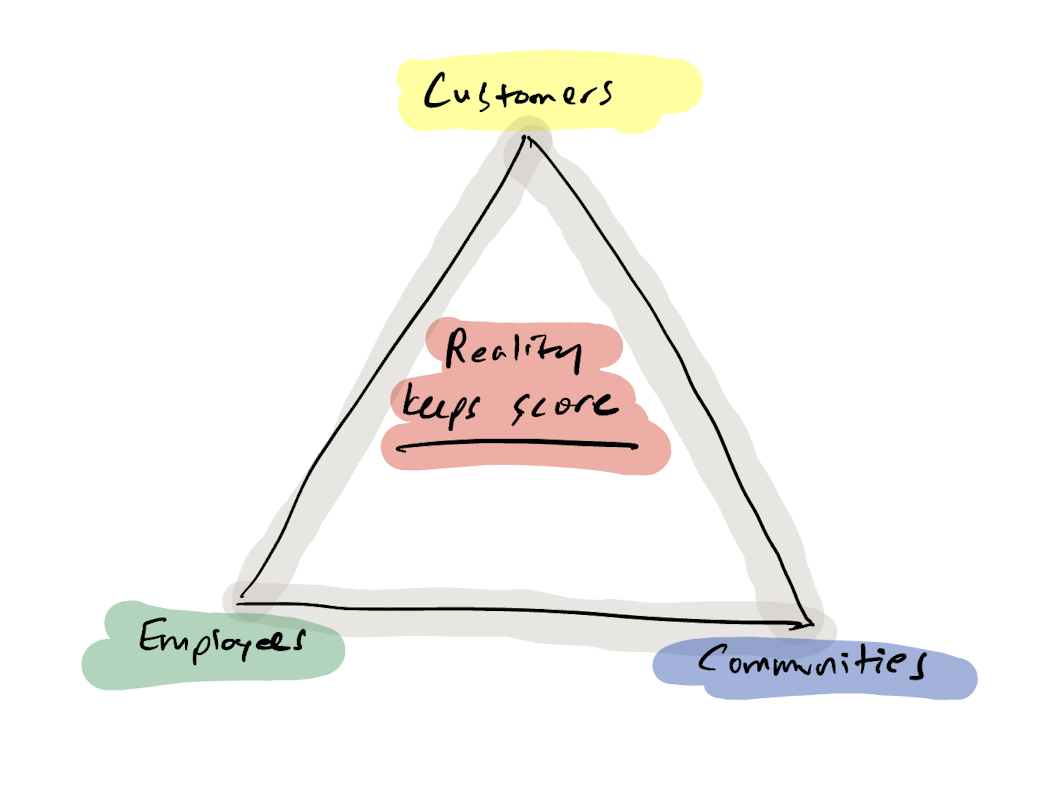 Customers
Reality
keeps score
Employees
Communities